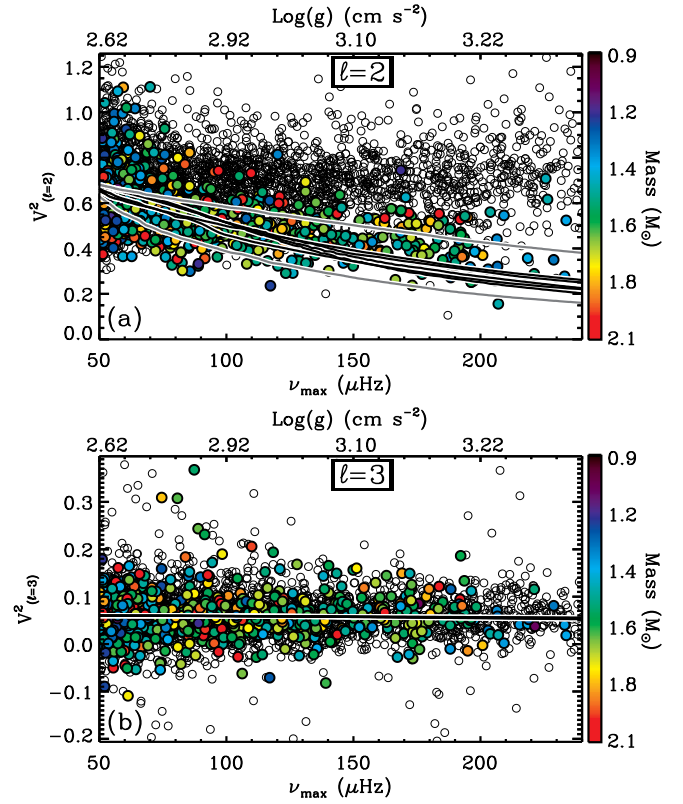 Log(g) (cm s⁻²)
2.62 2.92 3.10 3.22
ℓ=2
1.2
1.0
0.8
0.6
0.4
0.2
0.0
V²(ℓ=2)
(a)
50 100 150 200
ν_max (μHz)
0.9
1.2
1.4
1.6
1.8
2.1
Mass (M⊙)
Log(g) (cm s⁻²)
2.62 2.92 3.10 3.22
ℓ=3
0.3
0.2
0.1
0.0
−0.1
−0.2
V²(ℓ=3)
(b)
50 100 150 200
ν_max (μHz)
0.9
1.2
1.4
1.6
1.8
2.1
Mass (M⊙)